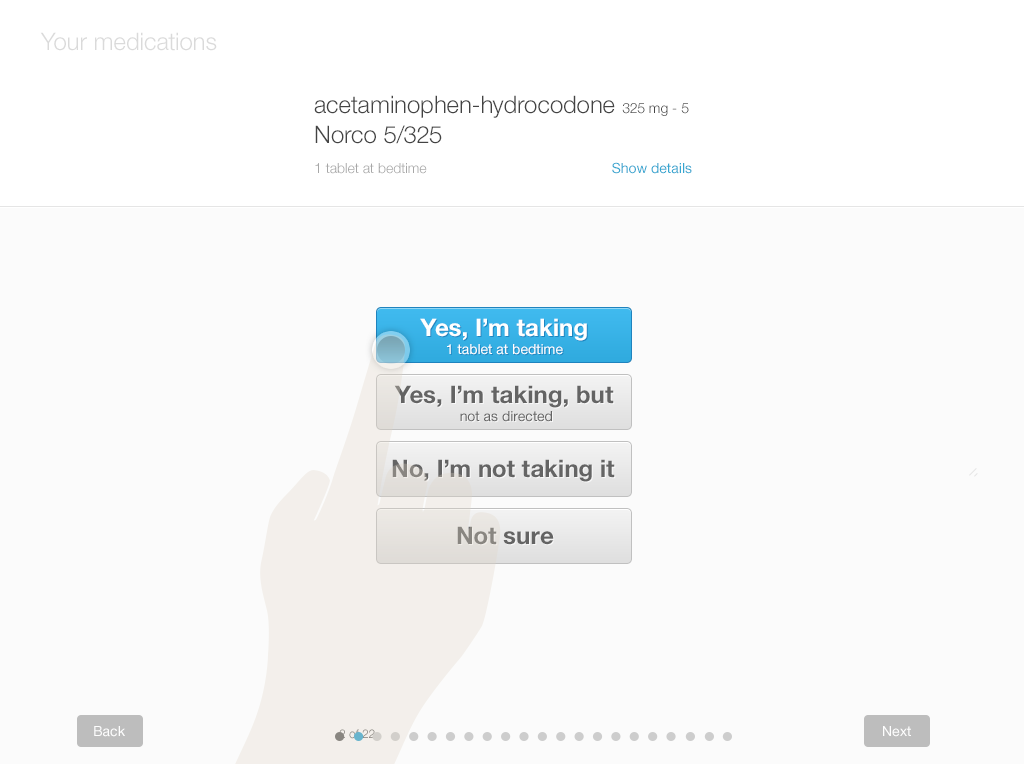 Your medications
acetaminophen-hydrocodone 325 mg - 5
Norco 5/325
1 tablet at bedtime
Show details
Yes, I’m taking
1 tablet at bedtime
Yes, I’m taking, but
not as directed
No, I’m not taking it
Not sure
Back
2 of 22
Next